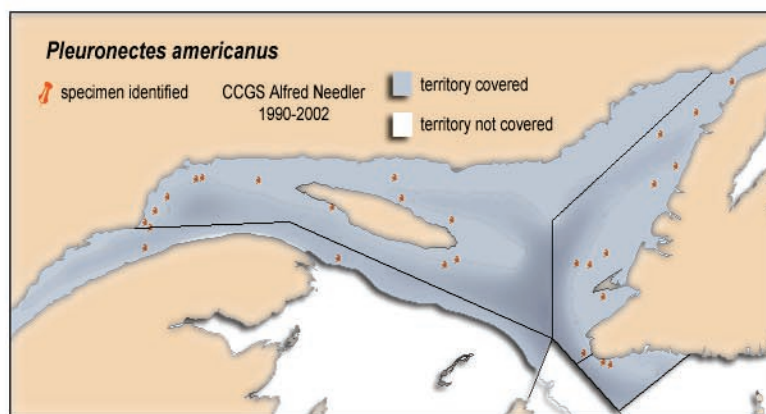 Pleuronectes americanus
specimen identified
CCGS Alfred Needler
1990-2002
territory covered
territory not covered